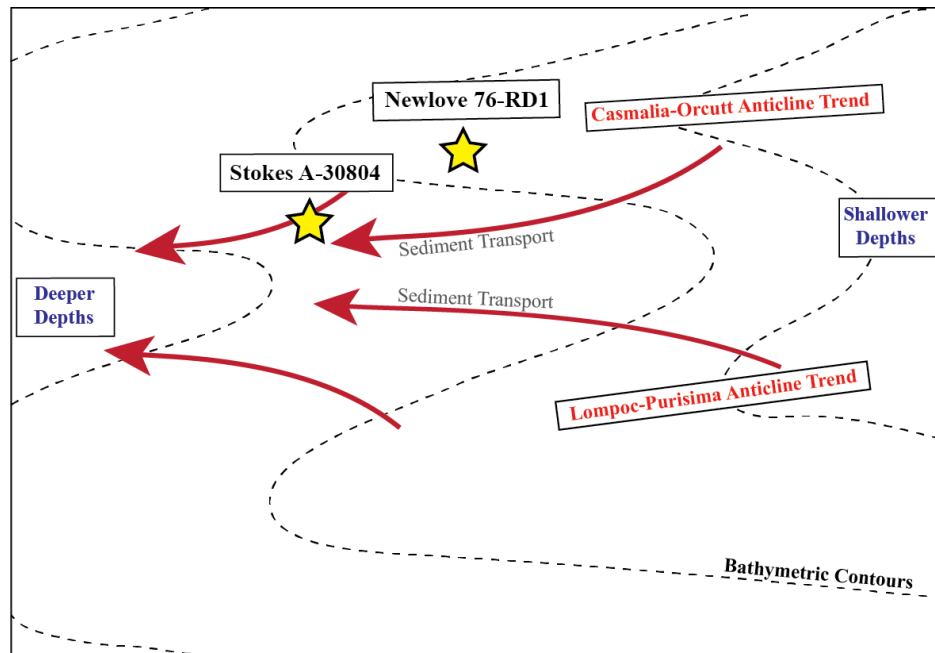 Newlove 76-RD1
Casmalia-Orcutt Anticline Trend
Stokes A-30804
Shallower
Depths
Sediment Transport
Deeper
Depths
Sediment Transport
Lompoc-Purisima Anticline Trend
Bathymetric Contours